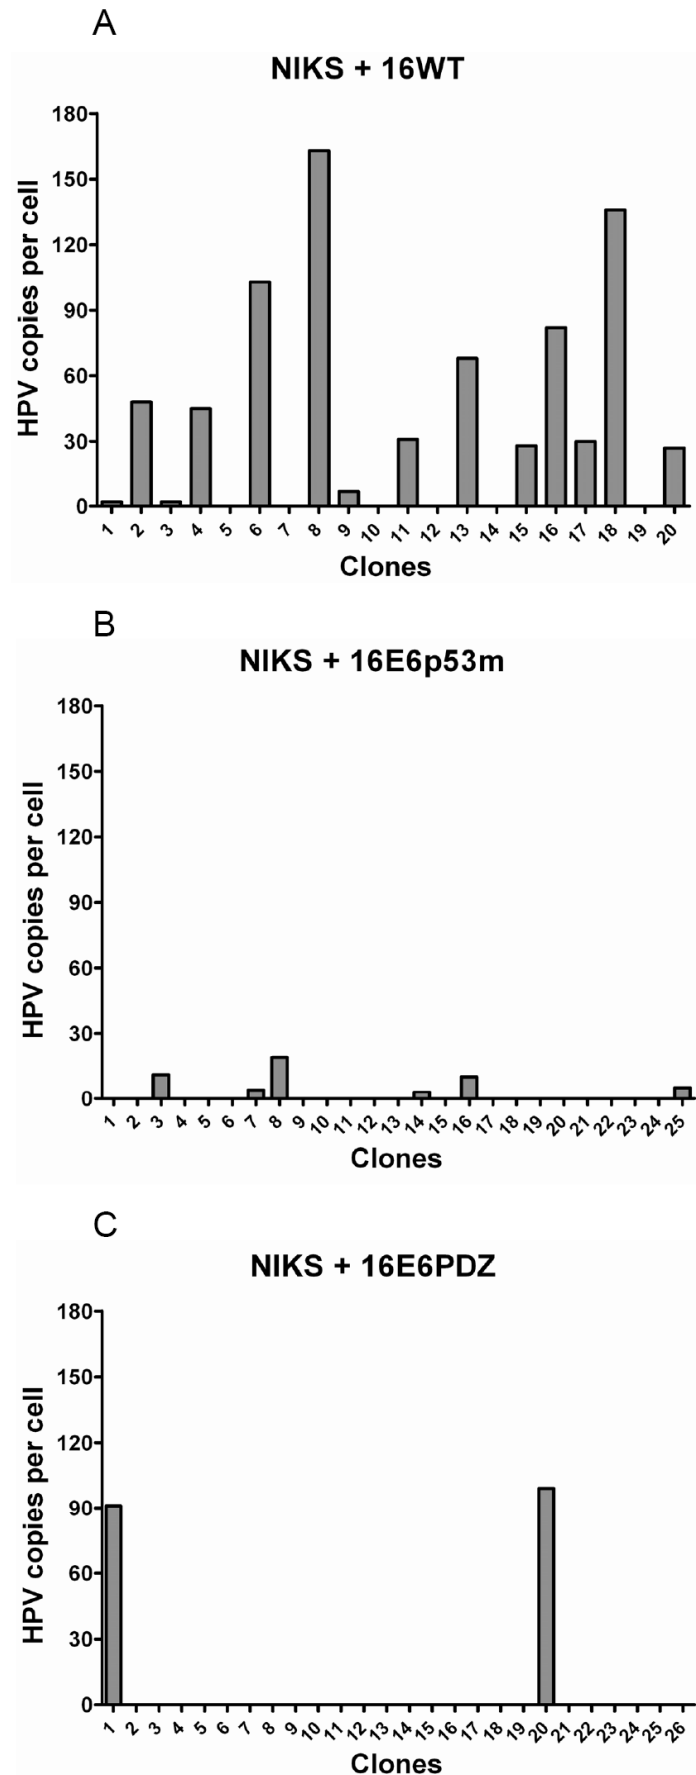 A
NIKS + 16WT
HPV copies per cell
180
150
120
90
60
30
0
1 2 3 4 5 6 7 8 9 10 11 12 13 14 15 16 17 18 19 20
Clones
B
NIKS + 16E6p53m
HPV copies per cell
180
150
120
90
60
30
0
1 2 3 4 5 6 7 8 9 10 11 12 13 14 15 16 17 18 19 20 21 22 23 24 25
Clones
C
NIKS + 16E6PDZ
HPV copies per cell
180
150
120
90
60
30
0
1 2 3 4 5 6 7 8 9 10 11 12 13 14 15 16 17 18 19 20 21 22 23 24 25 26
Clones